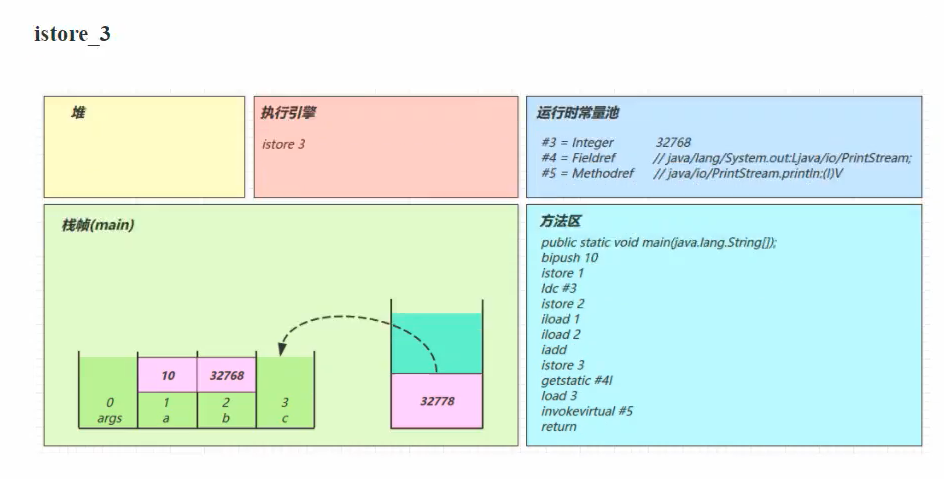 istore_3
堆
执行引擎
istore 3
运行时常量池
#3 = Integer 32768
#4 = Fieldref // java/lang/System.out:Ljava/io/PrintStream;
#5 = Methodref // java/io/PrintStream.println:(I)V
栈帧(main)
10 32768
0 1 2 3
args a b c
32778
方法区
public static void main(java.lang.String[]);
bipush 10
istore 1
ldc #3
istore 2
iload 1
iload 2
iadd
istore 3
getstatic #4l
load 3
invokevirtual #5
return